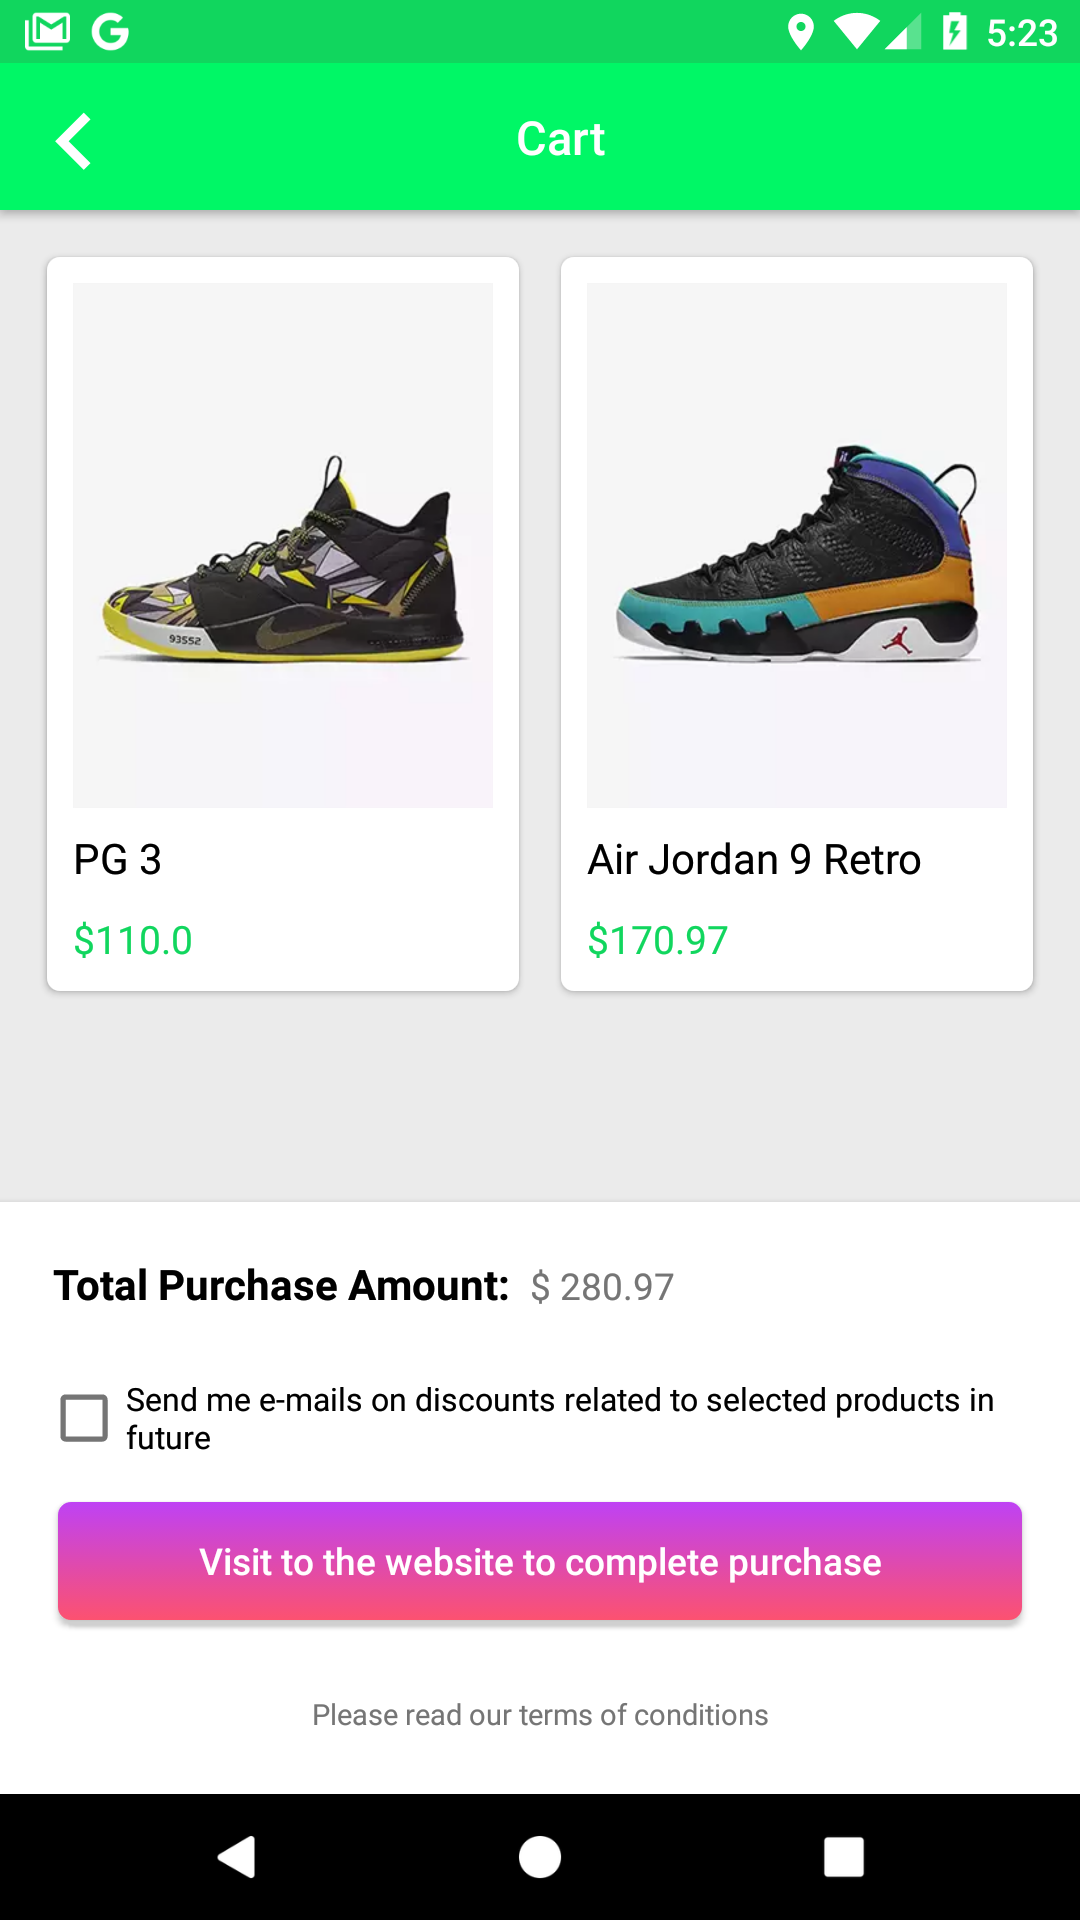 5:23
Cart
93552
PG 3
Air Jordan 9 Retro
$110.0
$170.97
Total Purchase Amount: $ 280.97
Send me e-mails on discounts related to selected products in
future
Visit to the website to complete purchase
Please read our terms of conditions